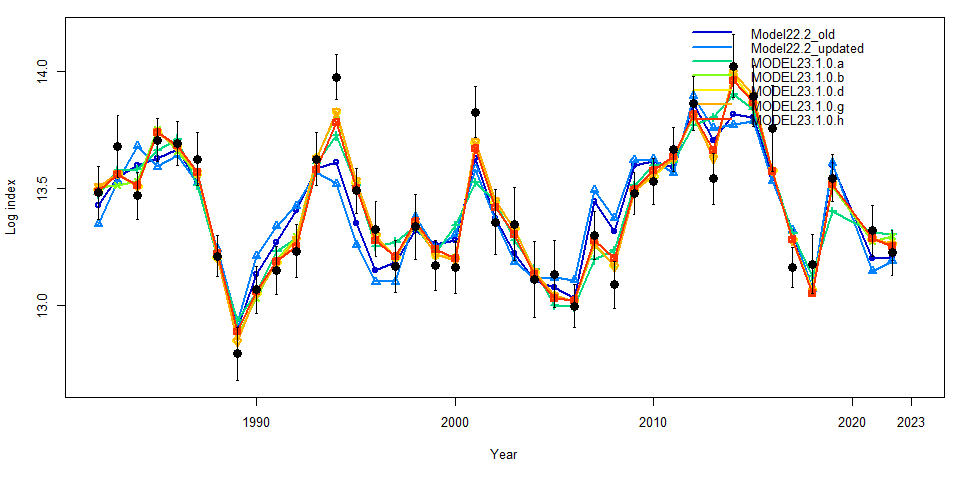 Model22.2_old
Model22.2_updated
MODEL23.1.0.a
MODEL23.1.0.b
MODEL23.1.0.d
MODEL23.1.0.g
MODEL23.1.0.h
14.0
13.5
13.0
Log index
1990
2000
2010
2020
2023
Year